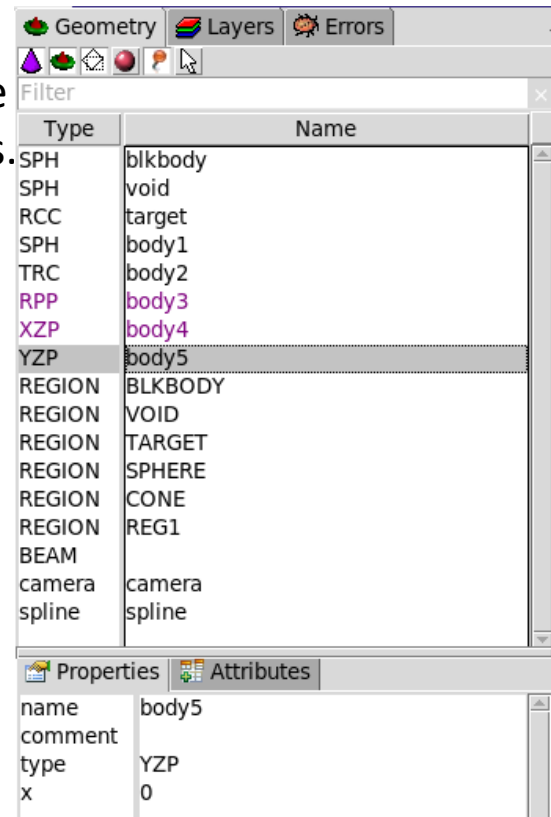 Geometry Layers Errors
e Filter
Type Name
s. SPH blkbody
SPH void
RCC target
SPH body1
TRC body2
RPP body3
XZP body4
YZP body5
REGION BLKBODY
REGION VOID
REGION TARGET
REGION SPHERE
REGION CONE
REGION REG1
BEAM
camera camera
spline spline
Properties Attributes
name body5
comment
type YZP
x 0